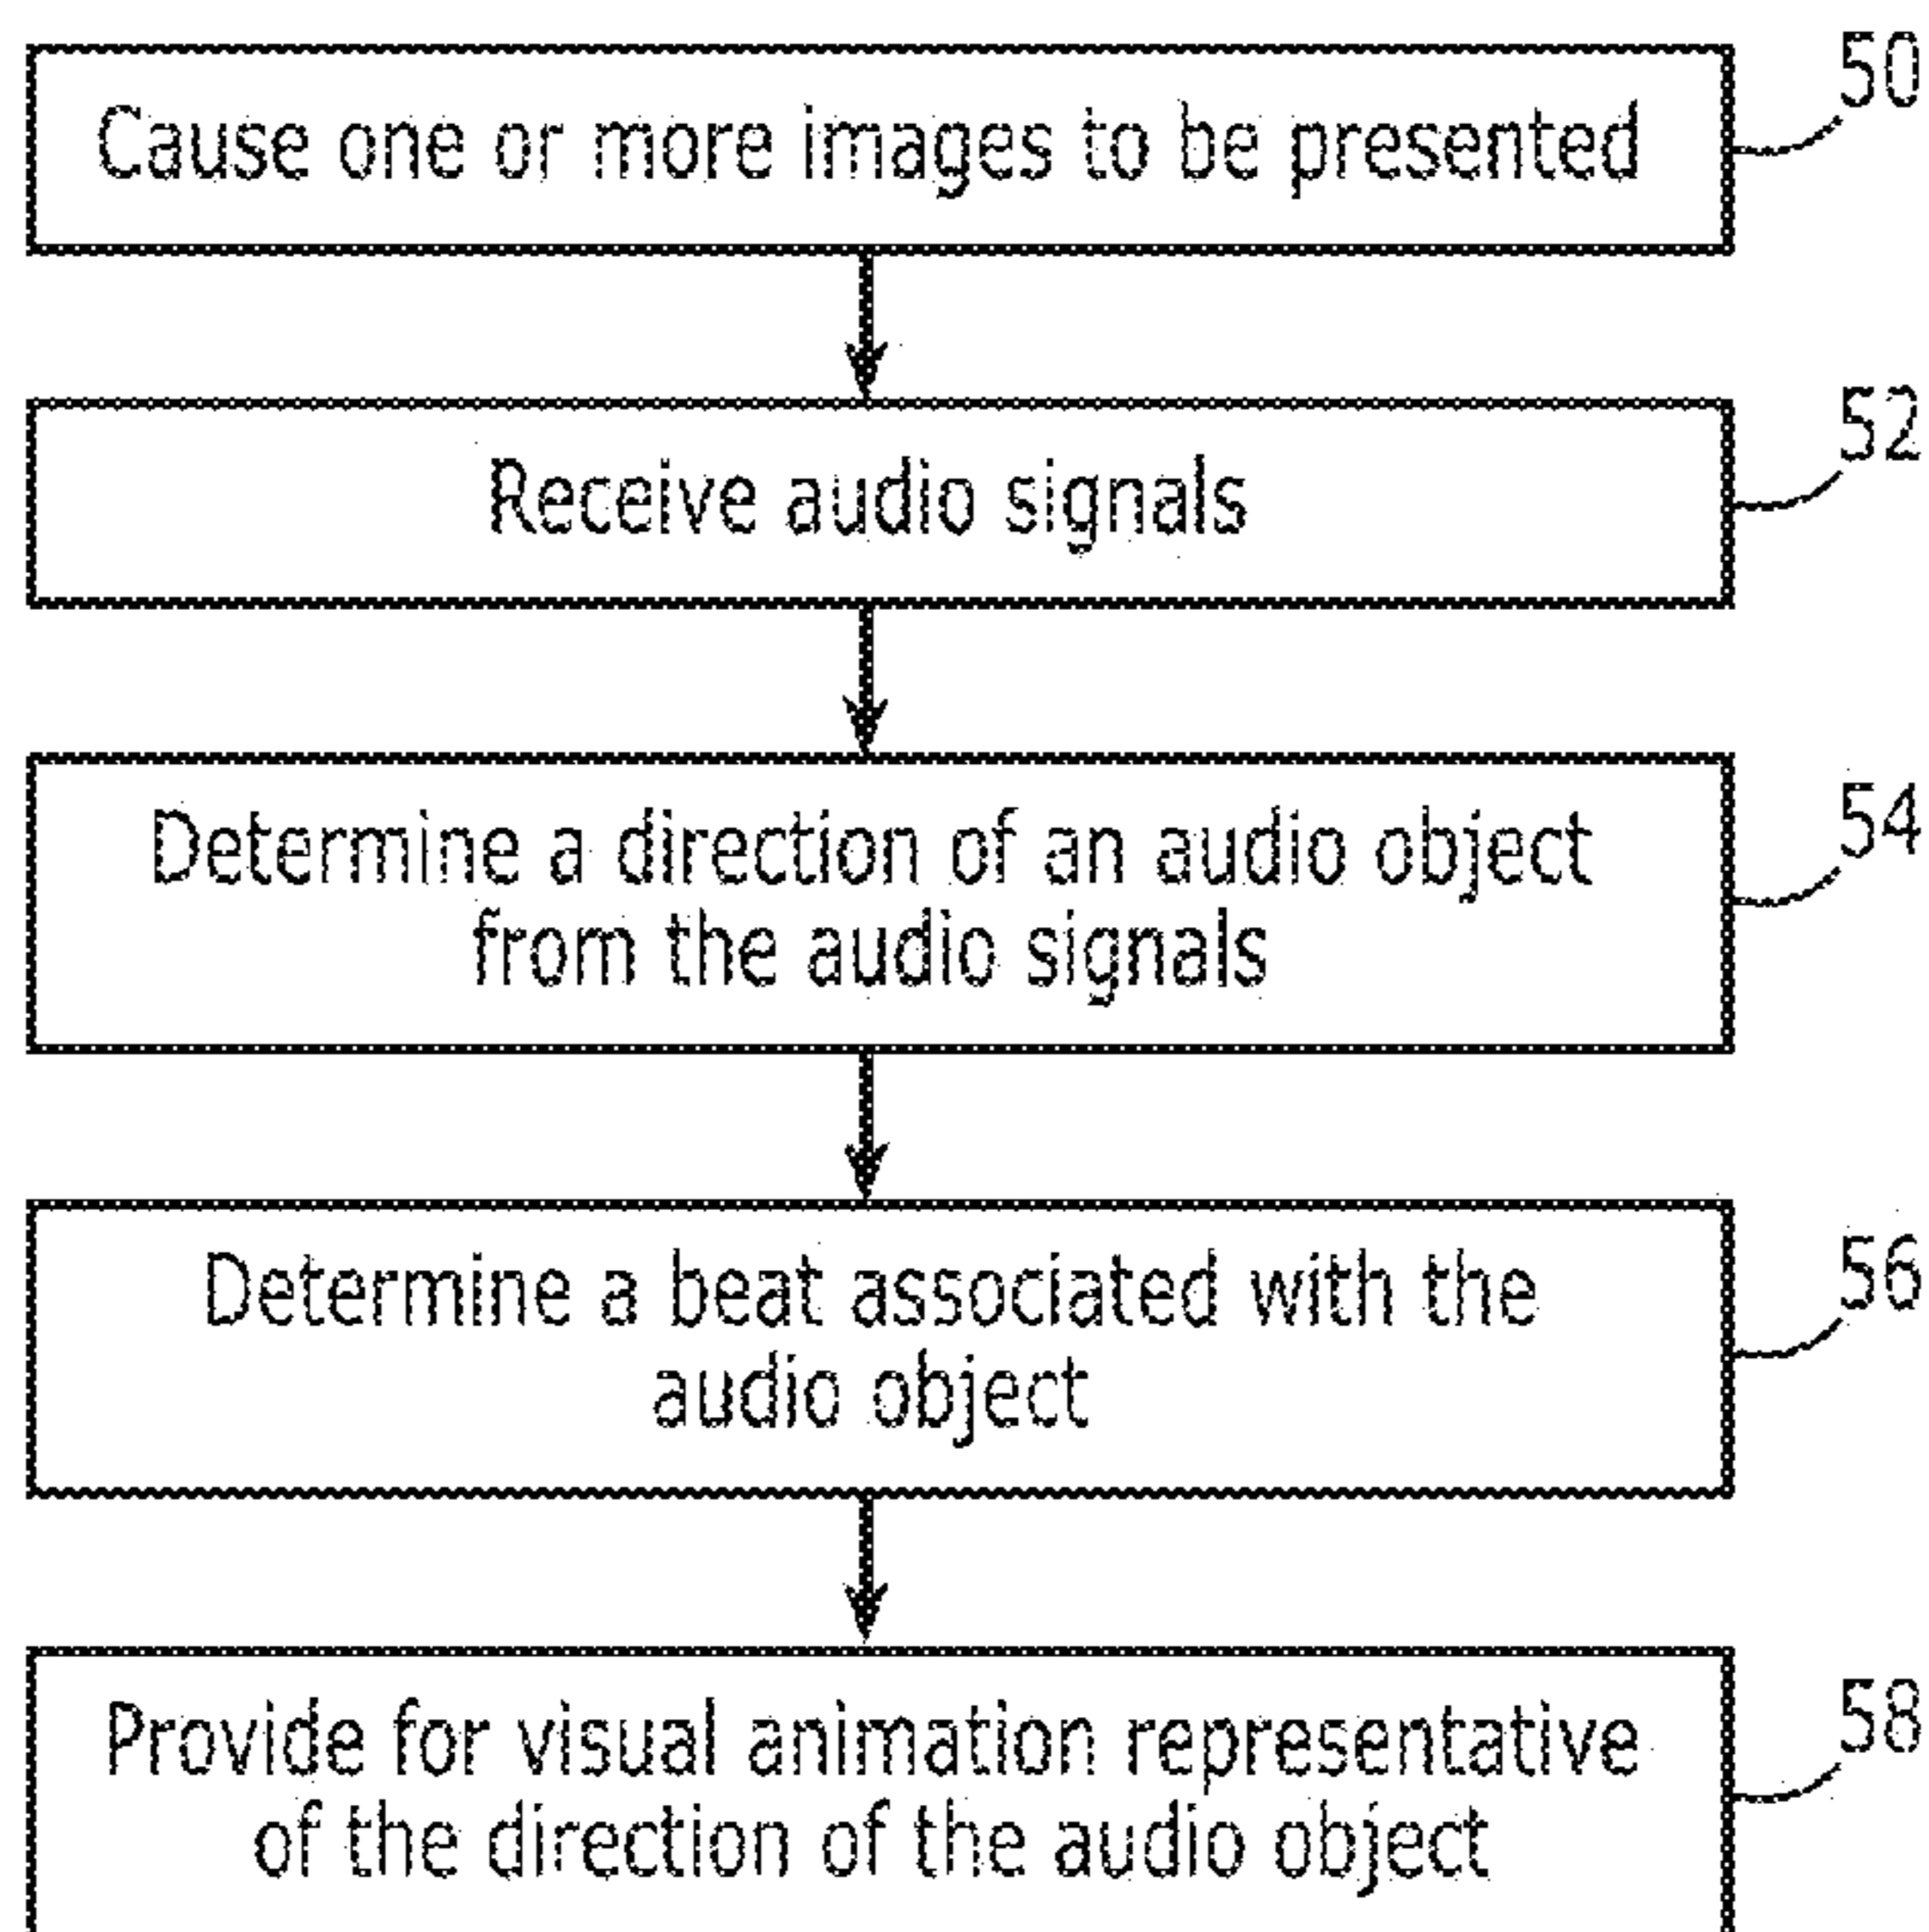 50
Cause one or more images to be presented
52
Receive audio signals
54
Determine a direction of an audio object
from the audio signals
56
Determine a beat associated with the
audio object
58
Provide for visual animation representative
of the direction of the audio object